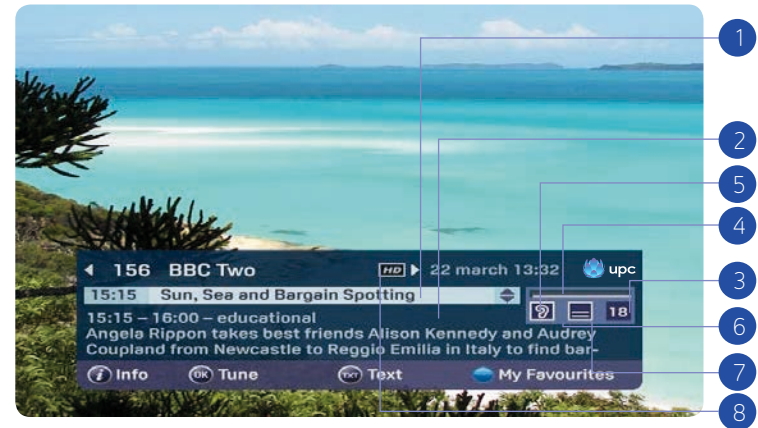 156 BBC Two HD 22 march 13:32 upc
15:15 Sun, Sea and Bargain Spotting
18
15:15 – 16:00 – educational
Angela Rippon takes best friends Alison Kennedy and Audrey
Coupland from Newcastle to Reggio Emilia in Italy to find bar-
i Info OK Tune TXT Text My Favourites
1
2
5
4
3
6
7
8